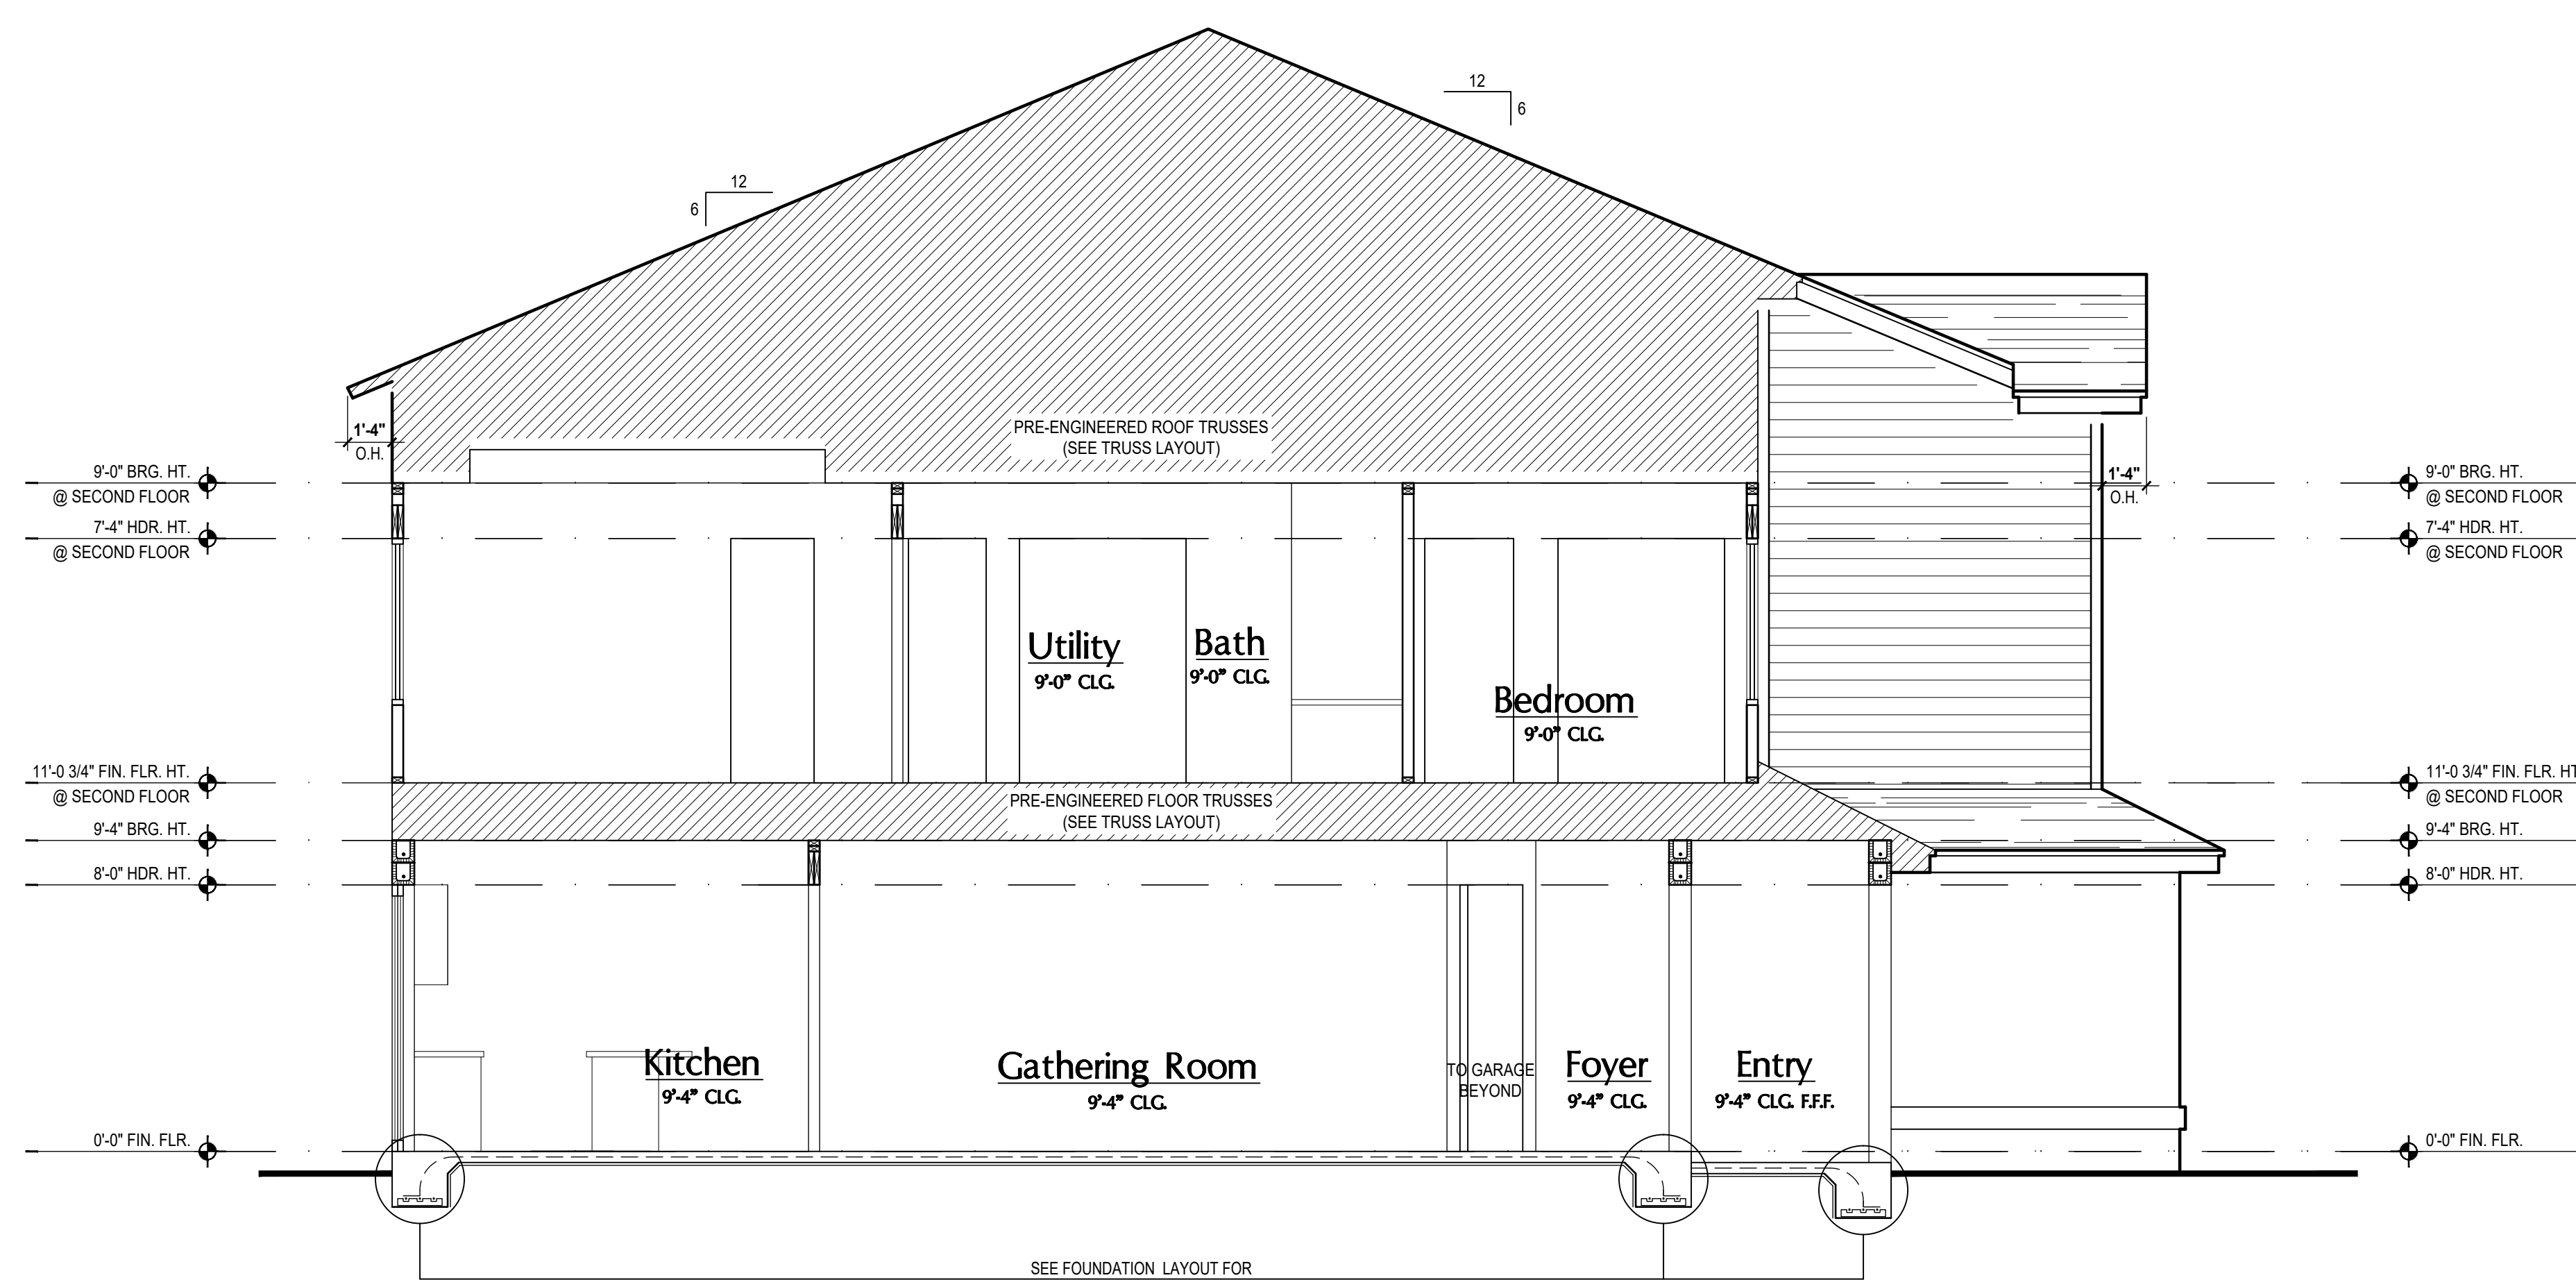 12
6
12
6
PRE-ENGINEERED ROOF TRUSSES
(SEE TRUSS LAYOUT)
1'-4"
O.H.
1'-4"
O.H.
9'-0" BRG. HT.
@ SECOND FLOOR
9'-0" BRG. HT.
@ SECOND FLOOR
7'-4" HDR. HT.
@ SECOND FLOOR
7'-4" HDR. HT.
@ SECOND FLOOR
Utility
9'-0" CLG.
Bath
9'-0" CLG.
Bedroom
9'-0" CLG.
11'-0 3/4" FIN. FLR. HT.
@ SECOND FLOOR
11'-0 3/4" FIN. FLR. HT
@ SECOND FLOOR
PRE-ENGINEERED FLOOR TRUSSES
(SEE TRUSS LAYOUT)
9'-4" BRG. HT.
9'-4" BRG. HT.
8'-0" HDR. HT.
8'-0" HDR. HT.
Kitchen
9'-4" CLG.
Gathering Room
9'-4" CLG.
TO GARAGE
BEYOND
Foyer
9'-4" CLG.
Entry
9'-4" CLG. F.F.F.
0'-0" FIN. FLR.
0'-0" FIN. FLR.
SEE FOUNDATION LAYOUT FOR